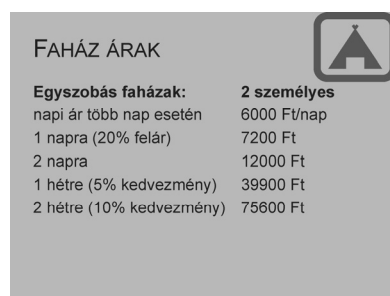 FAHÁZ ÁRAK
Egyszobás faházak: 2 személyes
napi ár több nap esetén 6000 Ft/nap
1 napra (20% felár) 7200 Ft
2 napra 12000 Ft
1 hétre (5% kedvezmény) 39900 Ft
2 hétre (10% kedvezmény) 75600 Ft